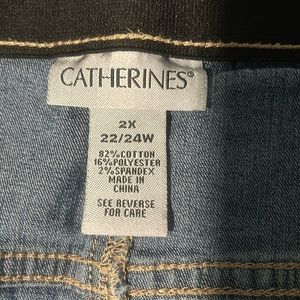 CATHERINES®
2X
22/24W
82%COTTON
16%POLYESTER
2%SPANDEX
MADE IN
CHINA
SEE REVERSE
FOR CARE